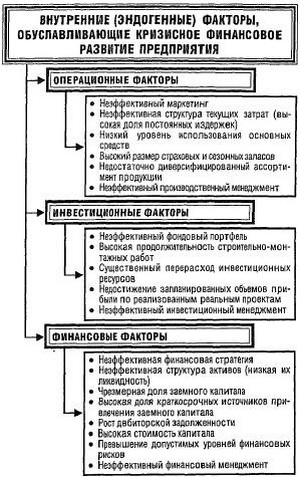 ВНУТРЕННИЕ (ЭНДОГЕННЫЕ) ФАКТОРЫ,
ОБУСЛАВЛИВАЮЩИЕ КРИЗИСНОЕ ФИНАНСОВОЕ
РАЗВИТИЕ ПРЕДПРИЯТИЯ
ОПЕРАЦИОННЫЕ ФАКТОРЫ
• Неэффективный маркетинг
• Неэффективная структура текущих затрат (вы-
сокая доля постоянных издержек)
• Низкий уровень использования основных
средств
• Высокий размер страховых и сезонных запасов
• Недостаточно диверсифицированный ассорти-
мент продукции
• Неэффективный производственный менеджмент
ИНВЕСТИЦИОННЫЕ ФАКТОРЫ
• Неэффективный фондовый портфель
• Высокая продолжительность строительно-мон-
тажных работ
• Существенный перерасход инвестиционных
ресурсов
• Недостижение запланированных объемов при-
были по реализованным реальным проектам
• Неэффективный инвестиционный менеджмент
ФИНАНСОВЫЕ ФАКТОРЫ
• Неэффективная финансовая стратегия
• Неэффективная структура активов (низкая их
ликвидность)
• Чрезмерная доля заемного капитала
• Высокая доля краткосрочных источников при-
влечения заемного капитала
• Рост дебиторской задолженности
• Высокая стоимость капитала
• Превышение допустимых уровней финансовых
рисков
• Неэффективный финансовый менеджмент